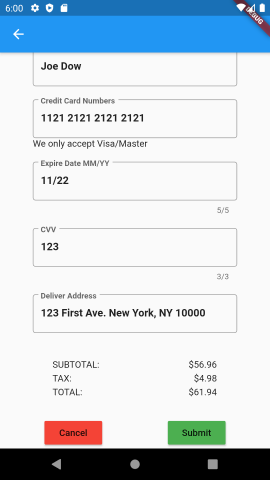 6:00
DEBUG
Joe Dow
Credit Card Numbers
1121 2121 2121 2121
We only accept Visa/Master
Expire Date MM/YY
11/22
5/5
CVV
123
3/3
Deliver Address
123 First Ave. New York, NY 10000
SUBTOTAL: $56.96
TAX: $4.98
TOTAL: $61.94
Cancel Submit